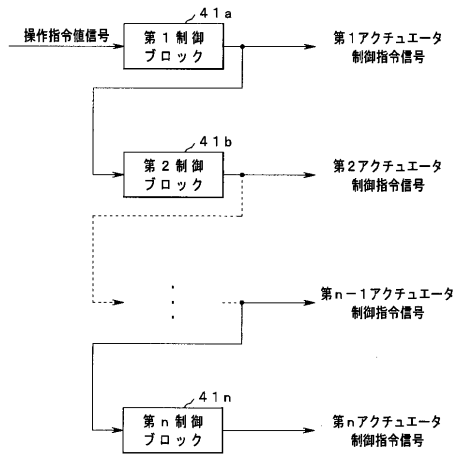 41a
操作指令値信号
第1制御
ブロック
第1アクチュエータ
制御指令信号
41b
第2制御
ブロック
第2アクチュエータ
制御指令信号
第n-1アクチュエータ
制御指令信号
41n
第n制御
ブロック
第nアクチュエータ
制御指令信号